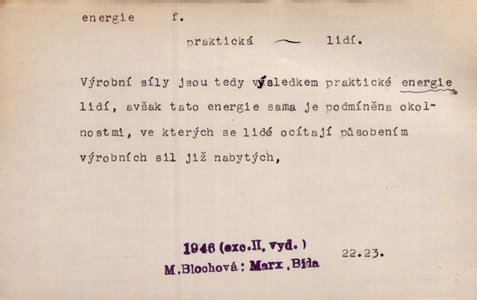 energie f.
praktická ~ lidí.
Výrobní síly jsou tedy výsledkem praktické energie
lidí, avšak tato energie sama je podmíněna okol-
nostmi, ve kterých se lidé ocítají působením
výrobních sil již nabytých,
1946 (exc.II. vyd.)
M.Blochová: Marx, Bída 22.23.